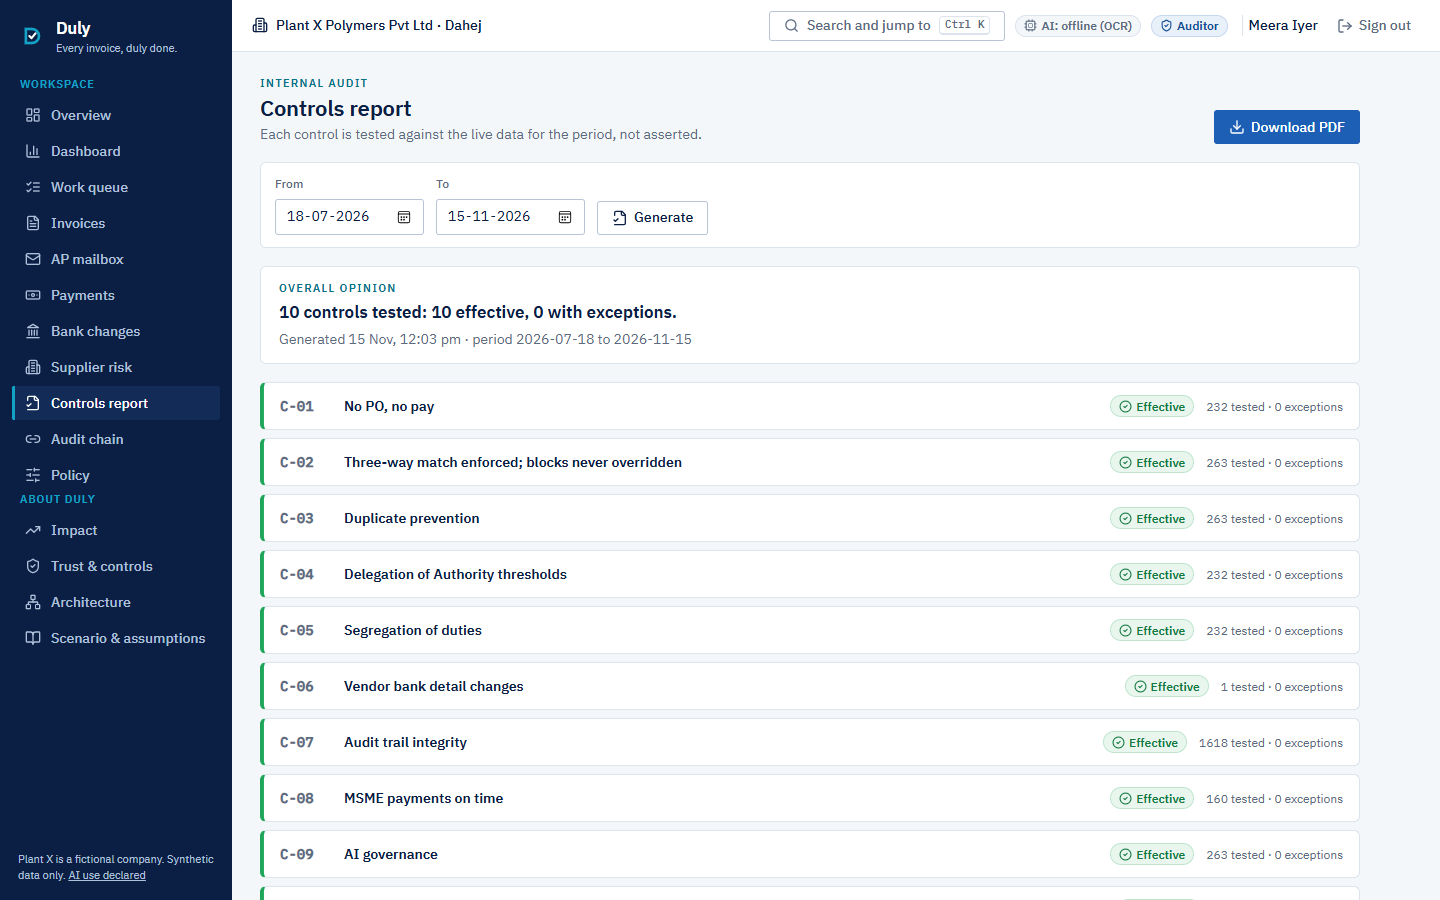 Duly
Every invoice, duly done.
WORKSPACE
Overview
Dashboard
Work queue
Invoices
AP mailbox
Payments
Bank changes
Supplier risk
Controls report
Audit chain
Policy
ABOUT DULY
Impact
Trust & controls
Architecture
Scenario & assumptions
Plant X is a fictional company. Synthetic
data only. AI use declared
Plant X Polymers Pvt Ltd · Dahej
Search and jump to Ctrl K
AI: offline (OCR)
Auditor
Meera Iyer
Sign out
INTERNAL AUDIT
Controls report
Each control is tested against the live data for the period, not asserted.
Download PDF
From
To
18-07-2026
15-11-2026
Generate
OVERALL OPINION
10 controls tested: 10 effective, 0 with exceptions.
Generated 15 Nov, 12:03 pm · period 2026-07-18 to 2026-11-15
C-01 No PO, no pay Effective 232 tested · 0 exceptions
C-02 Three-way match enforced; blocks never overridden Effective 263 tested · 0 exceptions
C-03 Duplicate prevention Effective 263 tested · 0 exceptions
C-04 Delegation of Authority thresholds Effective 232 tested · 0 exceptions
C-05 Segregation of duties Effective 232 tested · 0 exceptions
C-06 Vendor bank detail changes Effective 1 tested · 0 exceptions
C-07 Audit trail integrity Effective 1618 tested · 0 exceptions
C-08 MSME payments on time Effective 160 tested · 0 exceptions
C-09 AI governance Effective 263 tested · 0 exceptions